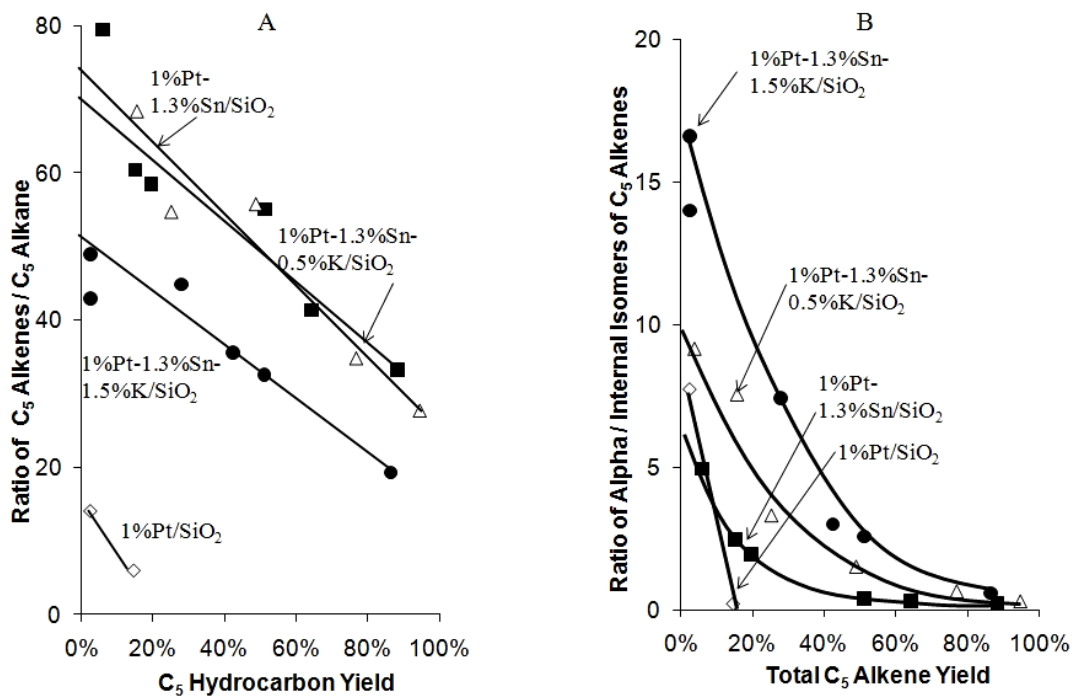 A
Ratio of C₅ Alkenes / C₅ Alkane
80
60
40
20
0
1%Pt-
1.3%Sn/SiO₂
1%Pt-1.3%Sn-
0.5%K/SiO₂
1%Pt-1.3%Sn-
1.5%K/SiO₂
1%Pt/SiO₂
0% 20% 40% 60% 80% 100%
C₅ Hydrocarbon Yield
B
Ratio of Alpha / Internal Isomers of C₅ Alkenes
20
15
10
5
0
1%Pt-1.3%Sn-
1.5%K/SiO₂
1%Pt-1.3%Sn-
0.5%K/SiO₂
1%Pt-
1.3%Sn/SiO₂
1%Pt/SiO₂
0% 20% 40% 60% 80% 100%
Total C₅ Alkene Yield